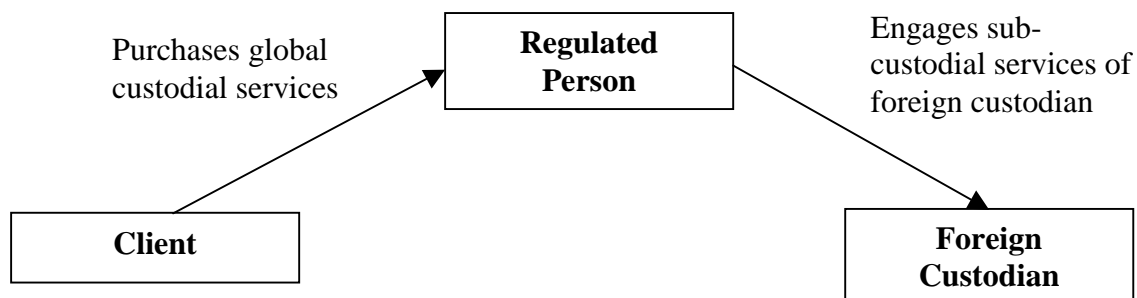 Purchases global
custodial services
Regulated
Person
Engages sub-
custodial services of
foreign custodian
Client
Foreign
Custodian